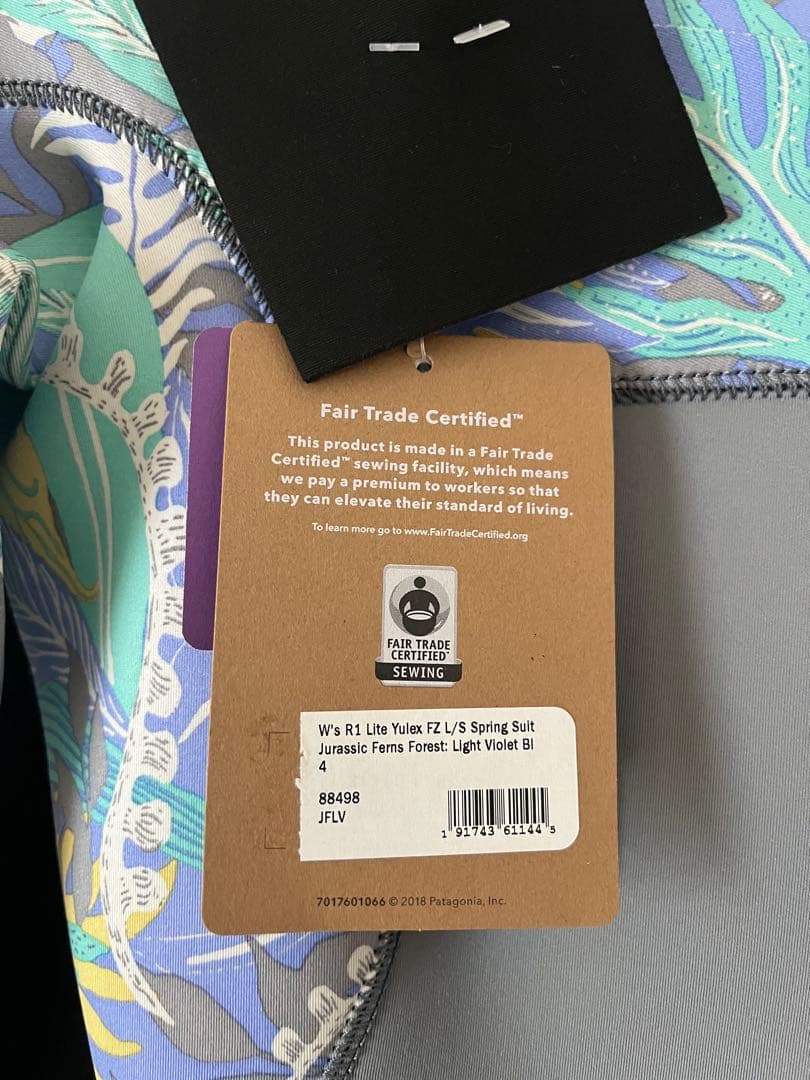 Fair Trade Certified™
This product is made in a Fair Trade
Certified™ sewing facility, which means
we pay a premium to workers so that
they can elevate their standard of living.
To learn more go to www.FairTradeCertified.org
FAIR TRADE
CERTIFIED™
SEWING
W's R1 Lite Yulex FZ L/S Spring Suit
Jurassic Ferns Forest: Light Violet Bl
4
88498
JFLV
1 91743 61144 5
7017601066 © 2018 Patagonia, Inc.